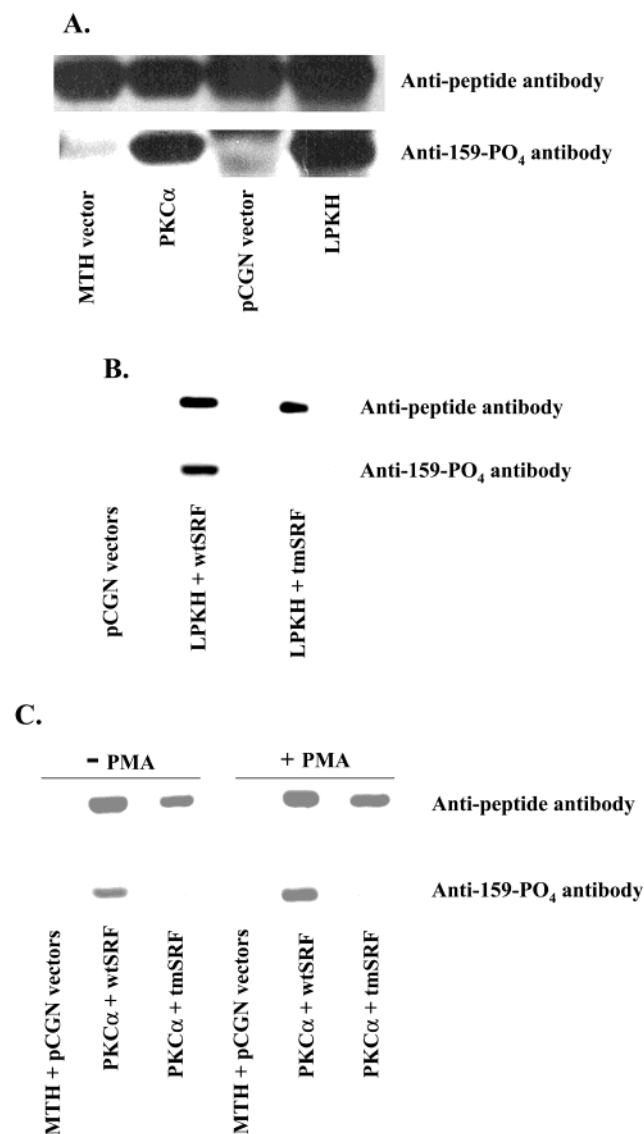 A.
Anti-peptide antibody
Anti-159-PO₄ antibody
MTH vector
PKCα
pCGN vector
LPKH
B.
Anti-peptide antibody
Anti-159-PO₄ antibody
pCGN vectors
LPKH + wtSRF
LPKH + tmSRF
C.
- PMA
+ PMA
Anti-peptide antibody
Anti-159-PO₄ antibody
MTH + pCGN vectors
PKCα + wtSRF
PKCα + tmSRF
MTH + pCGN vectors
PKCα + wtSRF
PKCα + tmSRF